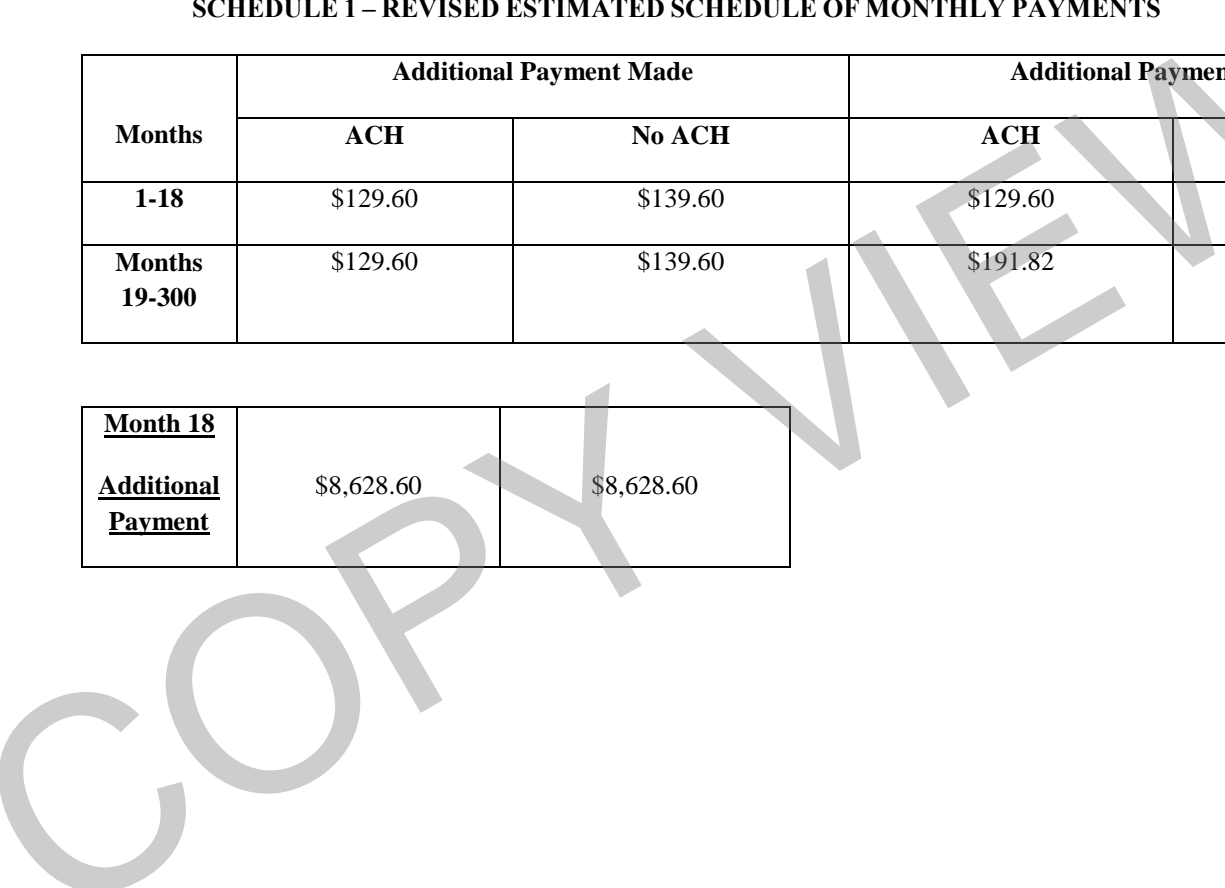 SCHEDULE 1 – REVISED ESTIMATED SCHEDULE OF MONTHLY PAYMENTS
Additional Payment Made
Additional
Months
ACH
No ACH
ACH
1-18
$129.60
$139.60
$129.60
Months
19-300
$129.60
$139.60
$191.82
Month 18
Additional
Payment
$8,628.60
$8,628.60
COPY VIEW